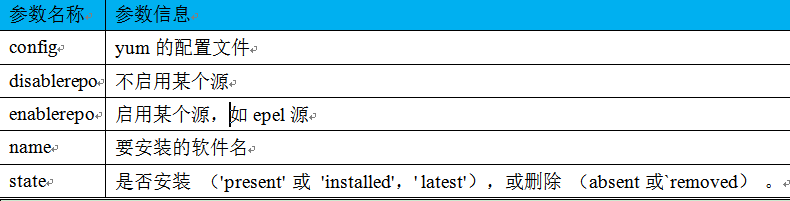 参数名称 参数信息
config yum 的配置文件
disablerepo 不启用某个源
enablerepo 启用某个源，如 epel 源
name 要安装的软件名
state 是否安装 （'present' 或 'installed'，' latest'），或删除 （absent 或`removed） 。